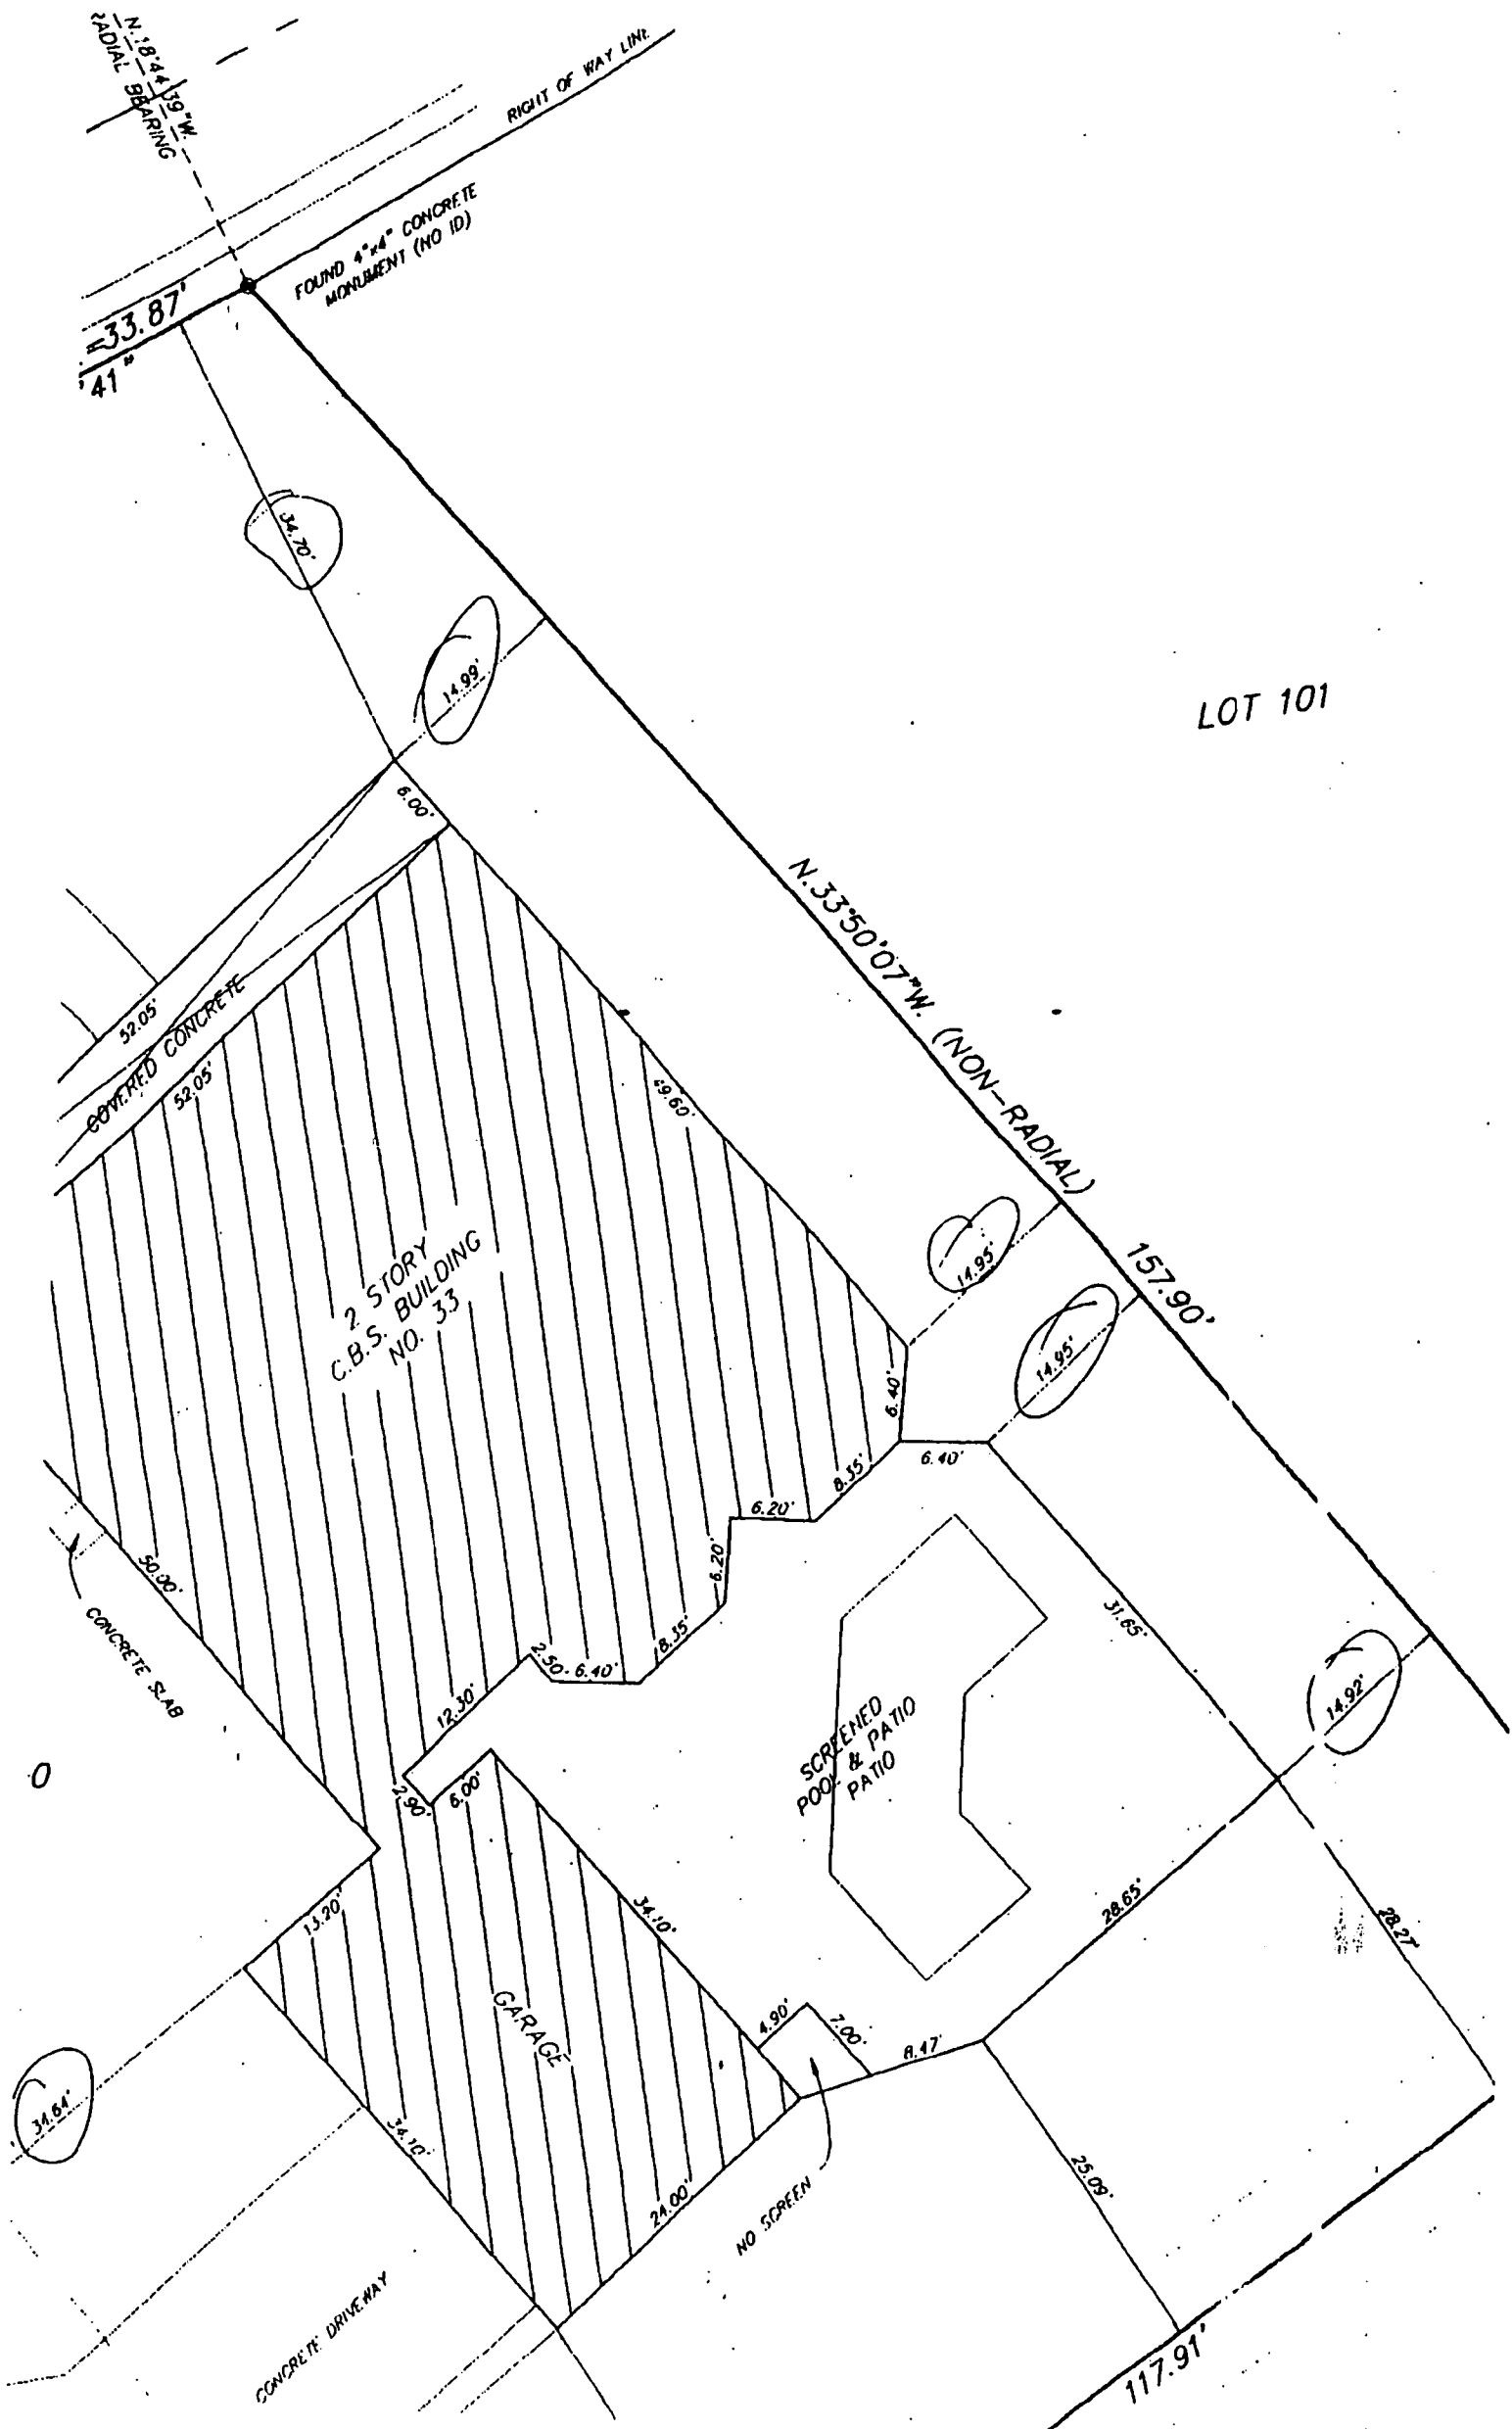 N.18°44'39"W.
RADIAL BEARING
RIGHT OF WAY LINE
FOUND 4"x4" CONCRETE
MONUMENT (NO ID)
=33.87'
'41"
34.70'
14.99'
LOT 101
6.00'
N.33°50'07"W. (NON-RADIAL)
157.90'
52.05'
COVERED CONCRETE
52.05'
49.60'
2 STORY
C.B.S. BUILDING
NO. 33
14.95'
14.95'
6.40'
6.40'
8.35'
6.20'
6.20'
8.35'
6.40'
2.50
12.30'
50.00'
CONCRETE SLAB
31.65'
14.92'
SCREENED
POOL & PATIO
PATIO
0
2.90'
6.00'
13.20'
34.10'
28.65'
28.27'
GARAGE
4.90'
7.00'
8.47'
34.64'
34.10'
24.00'
NO SCREEN
25.09'
CONCRETE DRIVEWAY
117.91'